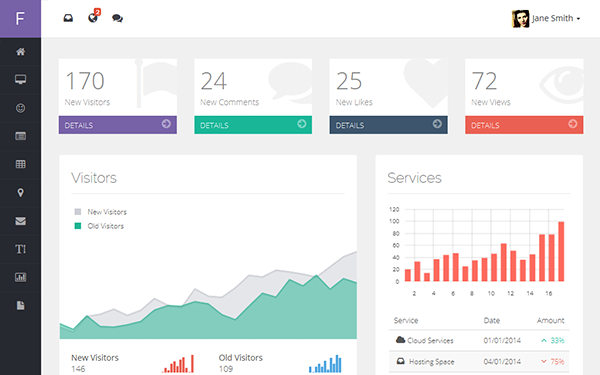 F
2
Jane Smith
170
New Visitors
DETAILS
24
New Comments
DETAILS
25
New Likes
DETAILS
72
New Views
DETAILS
Visitors
New Visitors
Old Visitors
New Visitors
146
Old Visitors
109
Services
120
100
80
60
40
20
0
2 4 6 8 10 12 14 16
Service Date Amount
Cloud Services 01/01/2014 33%
Hosting Space 04/01/2014 75%
TI